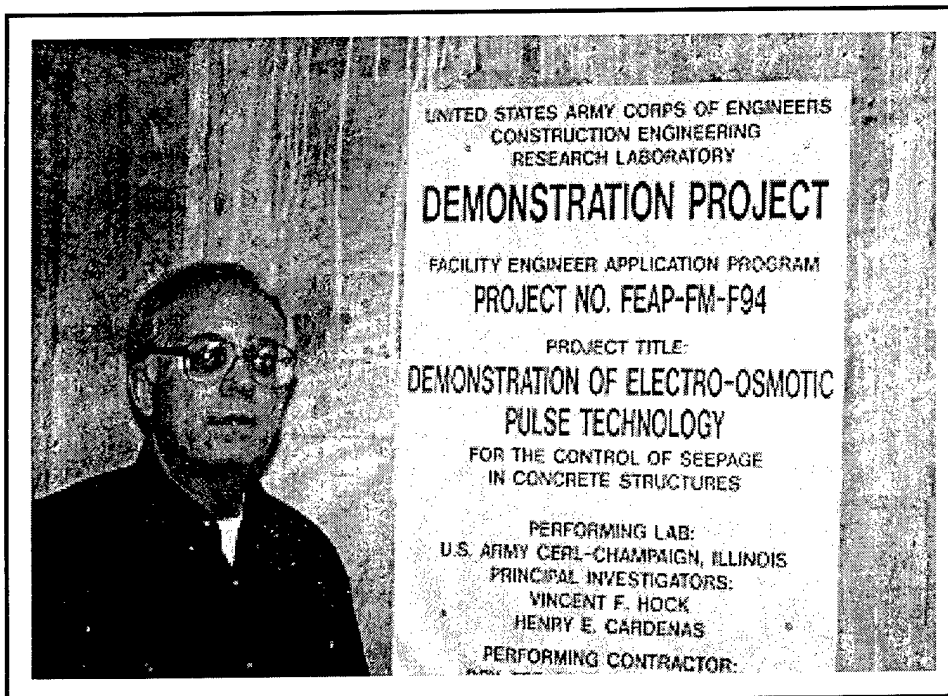 UNITED STATES ARMY CORPS OF ENGINEERS
CONSTRUCTION ENGINEERING
RESEARCH LABORATORY
DEMONSTRATION PROJECT
FACILITY ENGINEER APPLICATION PROGRAM
PROJECT NO. FEAP-FM-F94
PROJECT TITLE:
DEMONSTRATION OF ELECTRO-OSMOTIC
PULSE TECHNOLOGY
FOR THE CONTROL OF SEEPAGE
IN CONCRETE STRUCTURES
PERFORMING LAB:
U.S. ARMY CERL-CHAMPAIGN, ILLINOIS
PRINCIPAL INVESTIGATORS:
VINCENT F. HOCK
HENRY E. CARDENAS
PERFORMING CONTRACTOR: